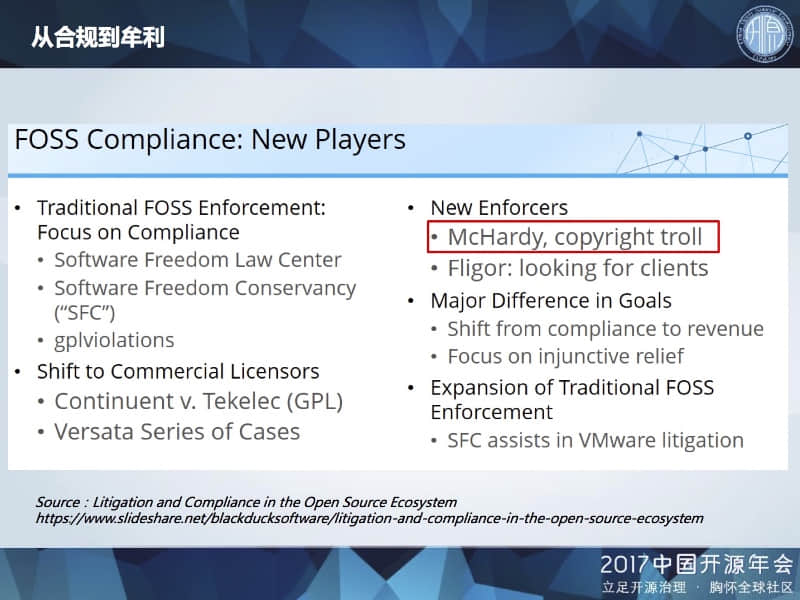 从合规到牟利
FOSS Compliance: New Players
• Traditional FOSS Enforcement:
Focus on Compliance
• Software Freedom Law Center
• Software Freedom Conservancy
(“SFC”)
• gplviolations
• Shift to Commercial Licensors
• Continuent v. Tekelec (GPL)
• Versata Series of Cases
• New Enforcers
• McHardy, copyright troll
• Fligor: looking for clients
• Major Difference in Goals
• Shift from compliance to revenue
• Focus on injunctive relief
• Expansion of Traditional FOSS
Enforcement
• SFC assists in VMware litigation
Source：Litigation and Compliance in the Open Source Ecosystem
https://www.slideshare.net/blackducksoftware/litigation-and-compliance-in-the-open-source-ecosystem
2017中国开源年会
立足开源治理 · 胸怀全球社区